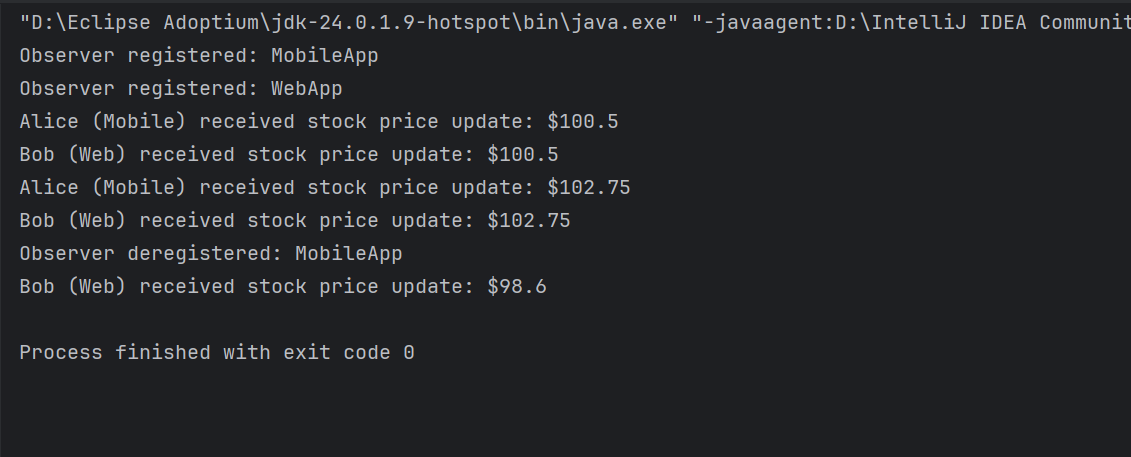 "D:\Eclipse Adoptium\jdk-24.0.1.9-hotspot\bin\java.exe" "-javaagent:D:\IntelliJ IDEA Communit
Observer registered: MobileApp
Observer registered: WebApp
Alice (Mobile) received stock price update: $100.5
Bob (Web) received stock price update: $100.5
Alice (Mobile) received stock price update: $102.75
Bob (Web) received stock price update: $102.75
Observer deregistered: MobileApp
Bob (Web) received stock price update: $98.6
Process finished with exit code 0